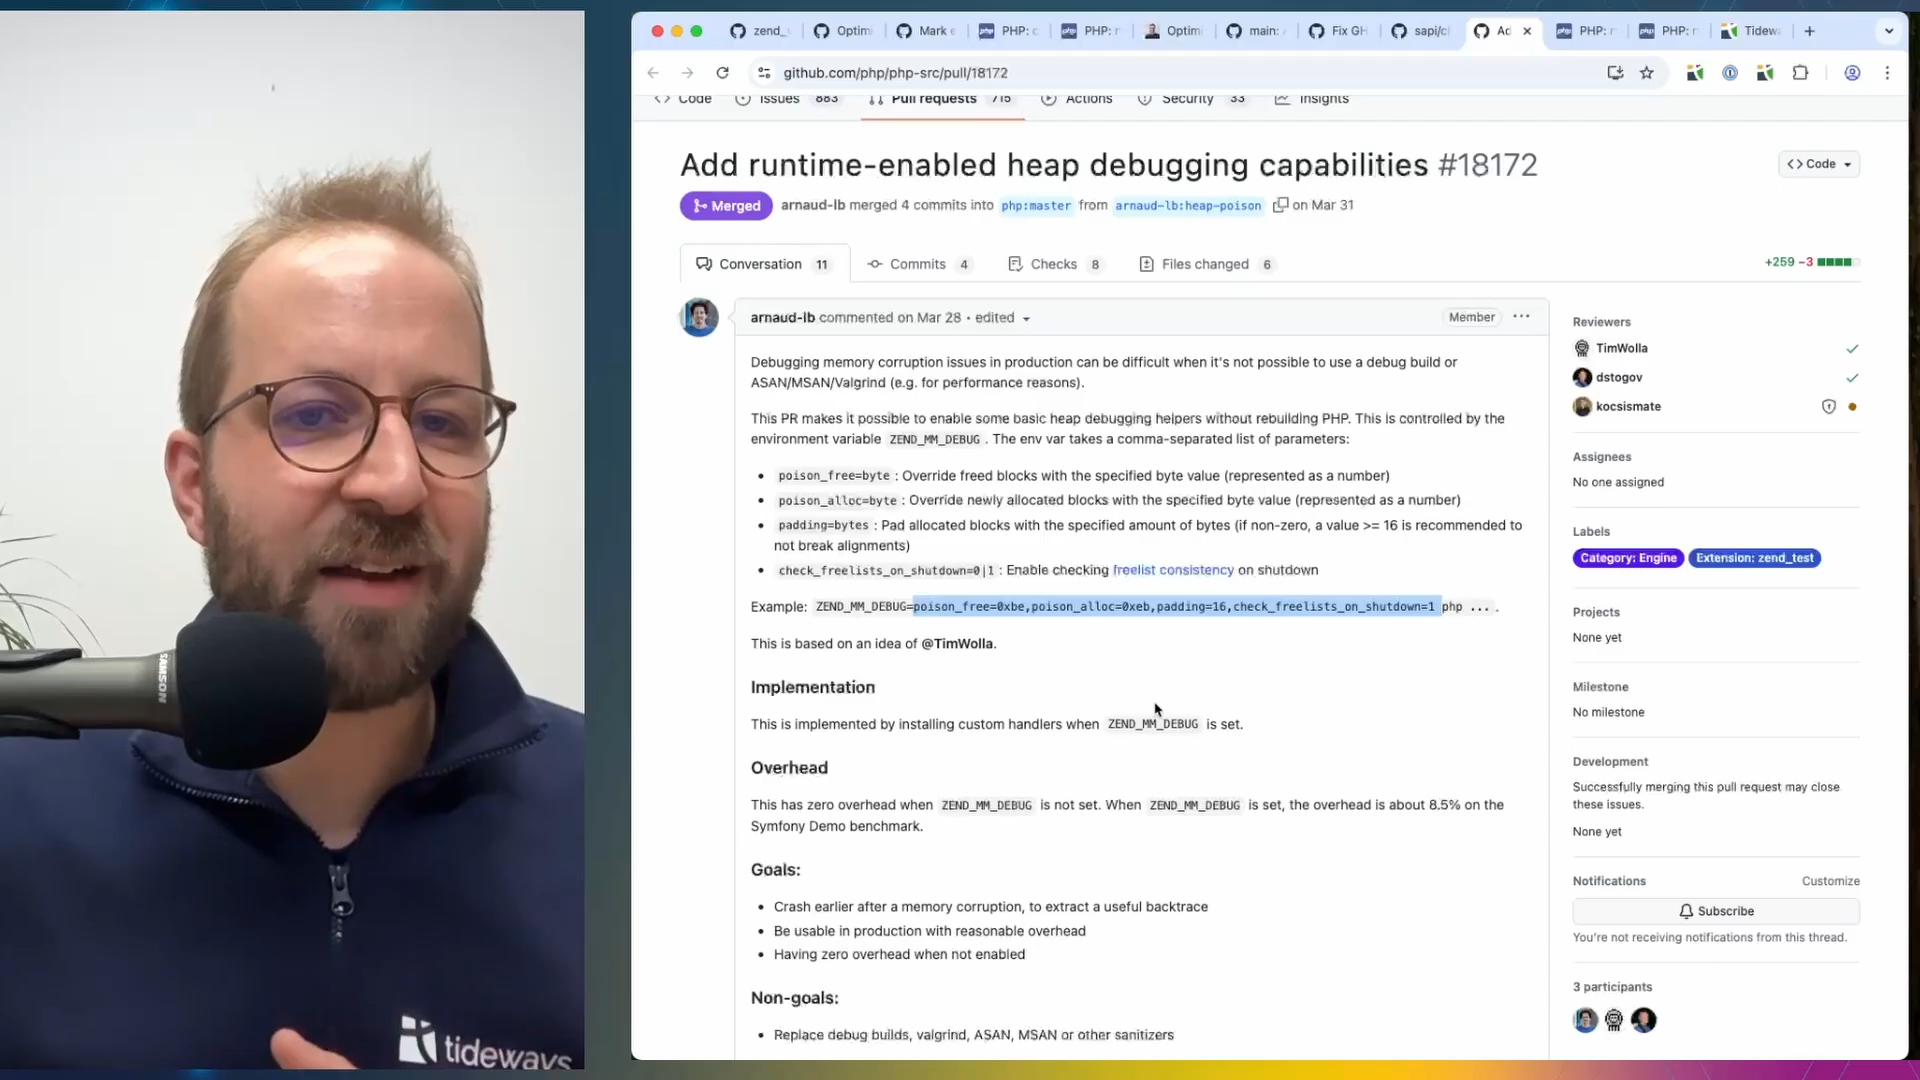 zend_
Optimi
Mark e
PHP: c
PHP: r
Optimi
main:
Fix GH
sapi/cl
Ad
PHP: r
PHP: r
Tidewa
github.com/php/php-src/pull/18172
Code
Issues 883
Pull requests 715
Actions
Security 33
Insights
Add runtime-enabled heap debugging capabilities #18172
Code
Merged arnaud-lb merged 4 commits into php:master from arnaud-lb:heap-poison on Mar 31
Conversation 11
Commits 4
Checks 8
Files changed 6
+259 −3
arnaud-lb commented on Mar 28 • edited
Member
Debugging memory corruption issues in production can be difficult when it's not possible to use a debug build or
ASAN/MSAN/Valgrind (e.g. for performance reasons).
This PR makes it possible to enable some basic heap debugging helpers without rebuilding PHP. This is controlled by the
environment variable ZEND_MM_DEBUG . The env var takes a comma-separated list of parameters:
• poison_free=byte : Override freed blocks with the specified byte value (represented as a number)
• poison_alloc=byte : Override newly allocated blocks with the specified byte value (represented as a number)
• padding=bytes : Pad allocated blocks with the specified amount of bytes (if non-zero, a value >= 16 is recommended to
not break alignments)
• check_freelists_on_shutdown=0|1 : Enable checking freelist consistency on shutdown
Example: ZEND_MM_DEBUG=poison_free=0xbe,poison_alloc=0xeb,padding=16,check_freelists_on_shutdown=1 php ... .
This is based on an idea of @TimWolla.
Implementation
This is implemented by installing custom handlers when ZEND_MM_DEBUG is set.
Overhead
This has zero overhead when ZEND_MM_DEBUG is not set. When ZEND_MM_DEBUG is set, the overhead is about 8.5% on the
Symfony Demo benchmark.
Goals:
• Crash earlier after a memory corruption, to extract a useful backtrace
• Be usable in production with reasonable overhead
• Having zero overhead when not enabled
Non-goals:
• Replace debug builds, valgrind, ASAN, MSAN or other sanitizers
Reviewers
TimWolla
dstogov
kocsismate
Assignees
No one assigned
Labels
Category: Engine
Extension: zend_test
Projects
None yet
Milestone
No milestone
Development
Successfully merging this pull request may close
these issues.
None yet
Notifications
Customize
Subscribe
You're not receiving notifications from this thread.
3 participants
SAMSON
tideways